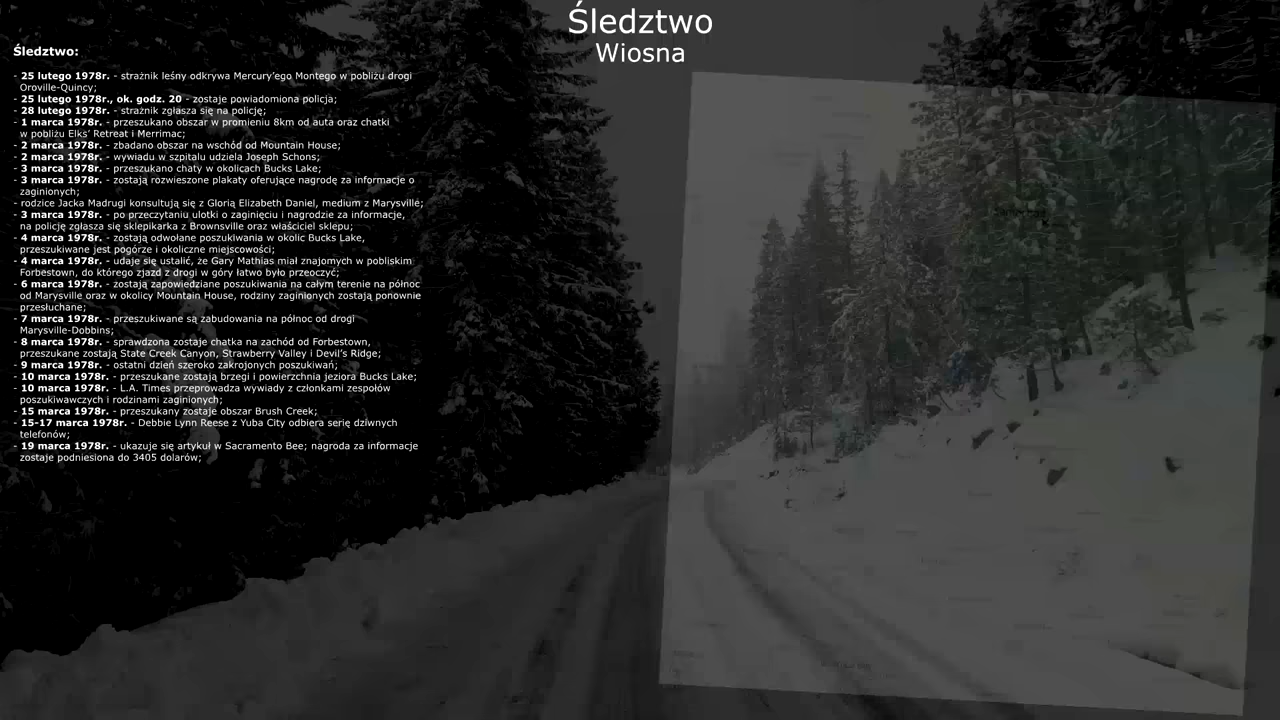 Śledztwo
Wiosna
Śledztwo:
- 25 lutego 1978r. - strażnik leśny odkrywa Mercury'ego Montego w pobliżu drogi
Oroville-Quincy;
- 25 lutego 1978r., ok. godz. 20 - zostaje powiadomiona policja;
- 28 lutego 1978r. - strażnik zgłasza się na policję;
- 1 marca 1978r. - przeszukano obszar w promieniu 8km od auta oraz chatki
w pobliżu Elks' Retreat i Merrimac;
- 2 marca 1978r. - zbadano obszar na wschód od Mountain House;
- 2 marca 1978r. - wywiadu w szpitalu udziela Joseph Schons;
- 3 marca 1978r. - przeszukano chaty w okolicach Bucks Lake;
- 3 marca 1978r. - zostają rozwieszone plakaty oferujące nagrodę za informacje o
zaginionych;
- rodzice Jacka Madrugi konsultują się z Glorią Elizabeth Daniel, medium z Marysville;
- 3 marca 1978r. - po przeczytaniu ulotki o zaginięciu i nagrodzie za informacje,
na policję zgłasza się sklepikarka z Brownsville oraz właściciel sklepu;
- 4 marca 1978r. - zostają odwołane poszukiwania w okolic Bucks Lake,
przeszukiwane jest pogórze i okoliczne miejscowości;
- 4 marca 1978r. - udaje się ustalić, że Gary Mathias miał znajomych w pobliskim
Forbestown, do którego zjazd z drogi w góry łatwo było przeoczyć;
- 6 marca 1978r. - zostają zapowiedziane poszukiwania na całym terenie na północ
od Marysville oraz w okolicy Mountain House, rodziny zaginionych zostają ponownie
przesłuchane;
- 7 marca 1978r. - przeszukiwane są zabudowania na północ od drogi
Marysville-Dobbins;
- 8 marca 1978r. - sprawdzona zostaje chatka na zachód od Forbestown,
przeszukane zostają State Creek Canyon, Strawberry Valley i Devil's Ridge;
- 9 marca 1978r. - ostatni dzień szeroko zakrojonych poszukiwań;
- 10 marca 1978r. - przeszukane zostają brzegi i powierzchnia jeziora Bucks Lake;
- 10 marca 1978r. - L.A. Times przeprowadza wywiady z członkami zespołów
poszukiwawczych i rodzinami zaginionych;
- 15 marca 1978r. - przeszukany zostaje obszar Brush Creek;
- 15-17 marca 1978r. - Debbie Lynn Reese z Yuba City odbiera serię dziwnych
telefonów;
- 19 marca 1978r. - ukazuje się artykuł w Sacramento Bee; nagroda za informacje
zostaje podniesiona do 3405 dolarów;